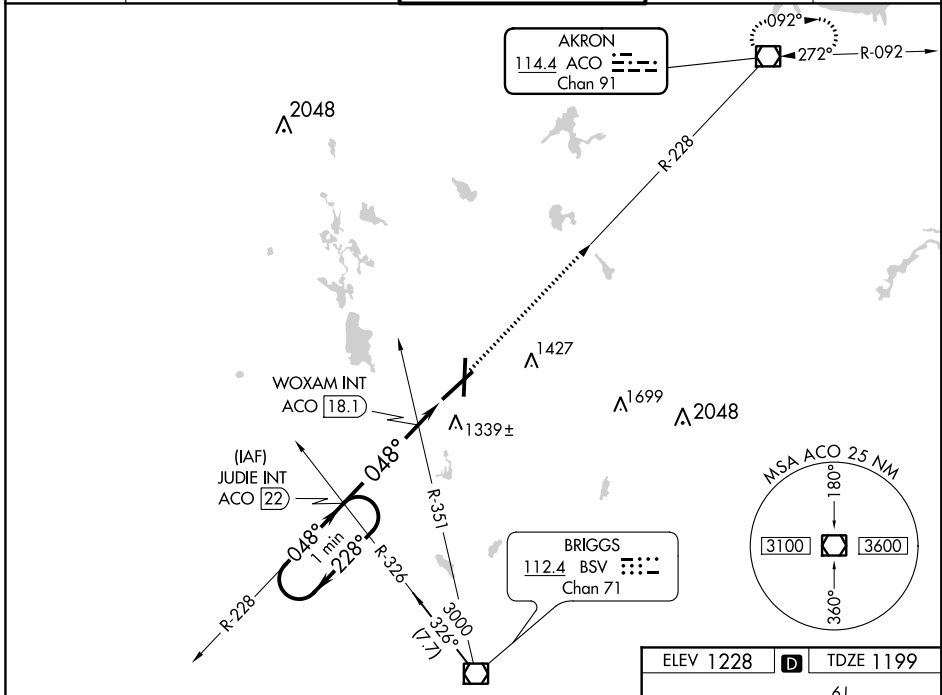 092°
272°
R-092
AKRON
114.4 ACO
Chan 91
2048
R-228
1427
WOXAM INT
ACO 18.1
1339±
1699
2048
048°
(IAF)
JUDIE INT
ACO 22
R-351
048°
1 min
228°
R-326
R-228
BRIGGS
112.4 BSV
Chan 71
3000
326°
(7.7)
MSA ACO 25 NM
180°
3100
3600
360°
ELEV 1228 D TDZE 1199